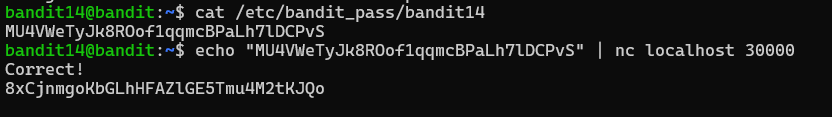 bandit14@bandit:~$ cat /etc/bandit_pass/bandit14
MU4VWeTyJk8ROof1qqmcBPaLh7lDCPvS
bandit14@bandit:~$ echo "MU4VWeTyJk8ROof1qqmcBPaLh7lDCPvS" | nc localhost 30000
Correct!
8xCjnmgoKbGLhHFAZlGE5Tmu4M2tKJQo